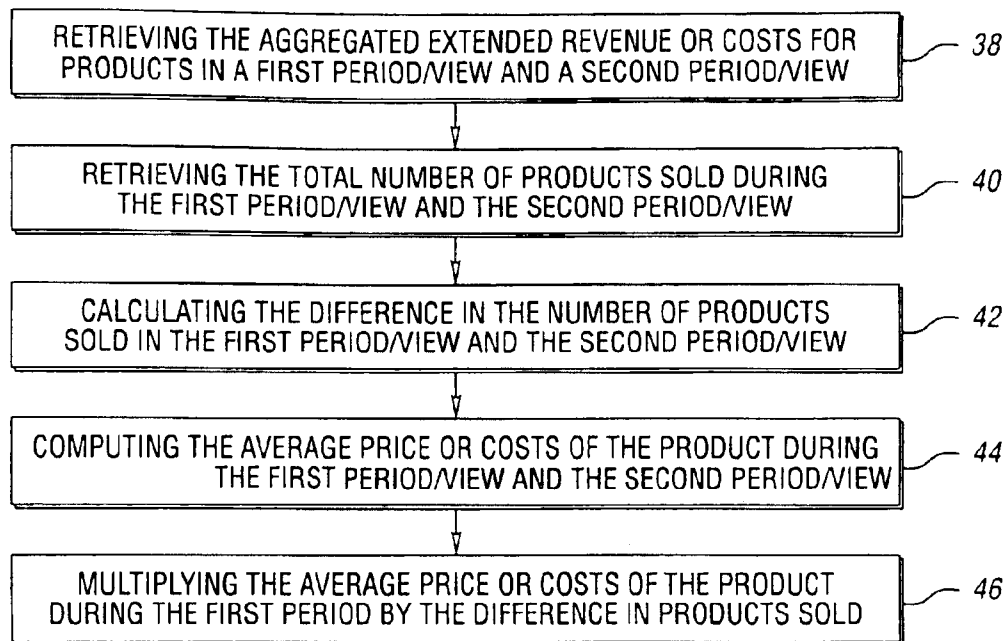 RETRIEVING THE AGGREGATED EXTENDED REVENUE OR COSTS FOR
PRODUCTS IN A FIRST PERIOD/VIEW AND A SECOND PERIOD/VIEW
38
RETRIEVING THE TOTAL NUMBER OF PRODUCTS SOLD DURING
THE FIRST PERIOD/VIEW AND THE SECOND PERIOD/VIEW
40
CALCULATING THE DIFFERENCE IN THE NUMBER OF PRODUCTS
SOLD IN THE FIRST PERIOD/VIEW AND THE SECOND PERIOD/VIEW
42
COMPUTING THE AVERAGE PRICE OR COSTS OF THE PRODUCT DURING
THE FIRST PERIOD/VIEW AND THE SECOND PERIOD/VIEW
44
MULTIPLYING THE AVERAGE PRICE OR COSTS OF THE PRODUCT
DURING THE FIRST PERIOD BY THE DIFFERENCE IN PRODUCTS SOLD
46